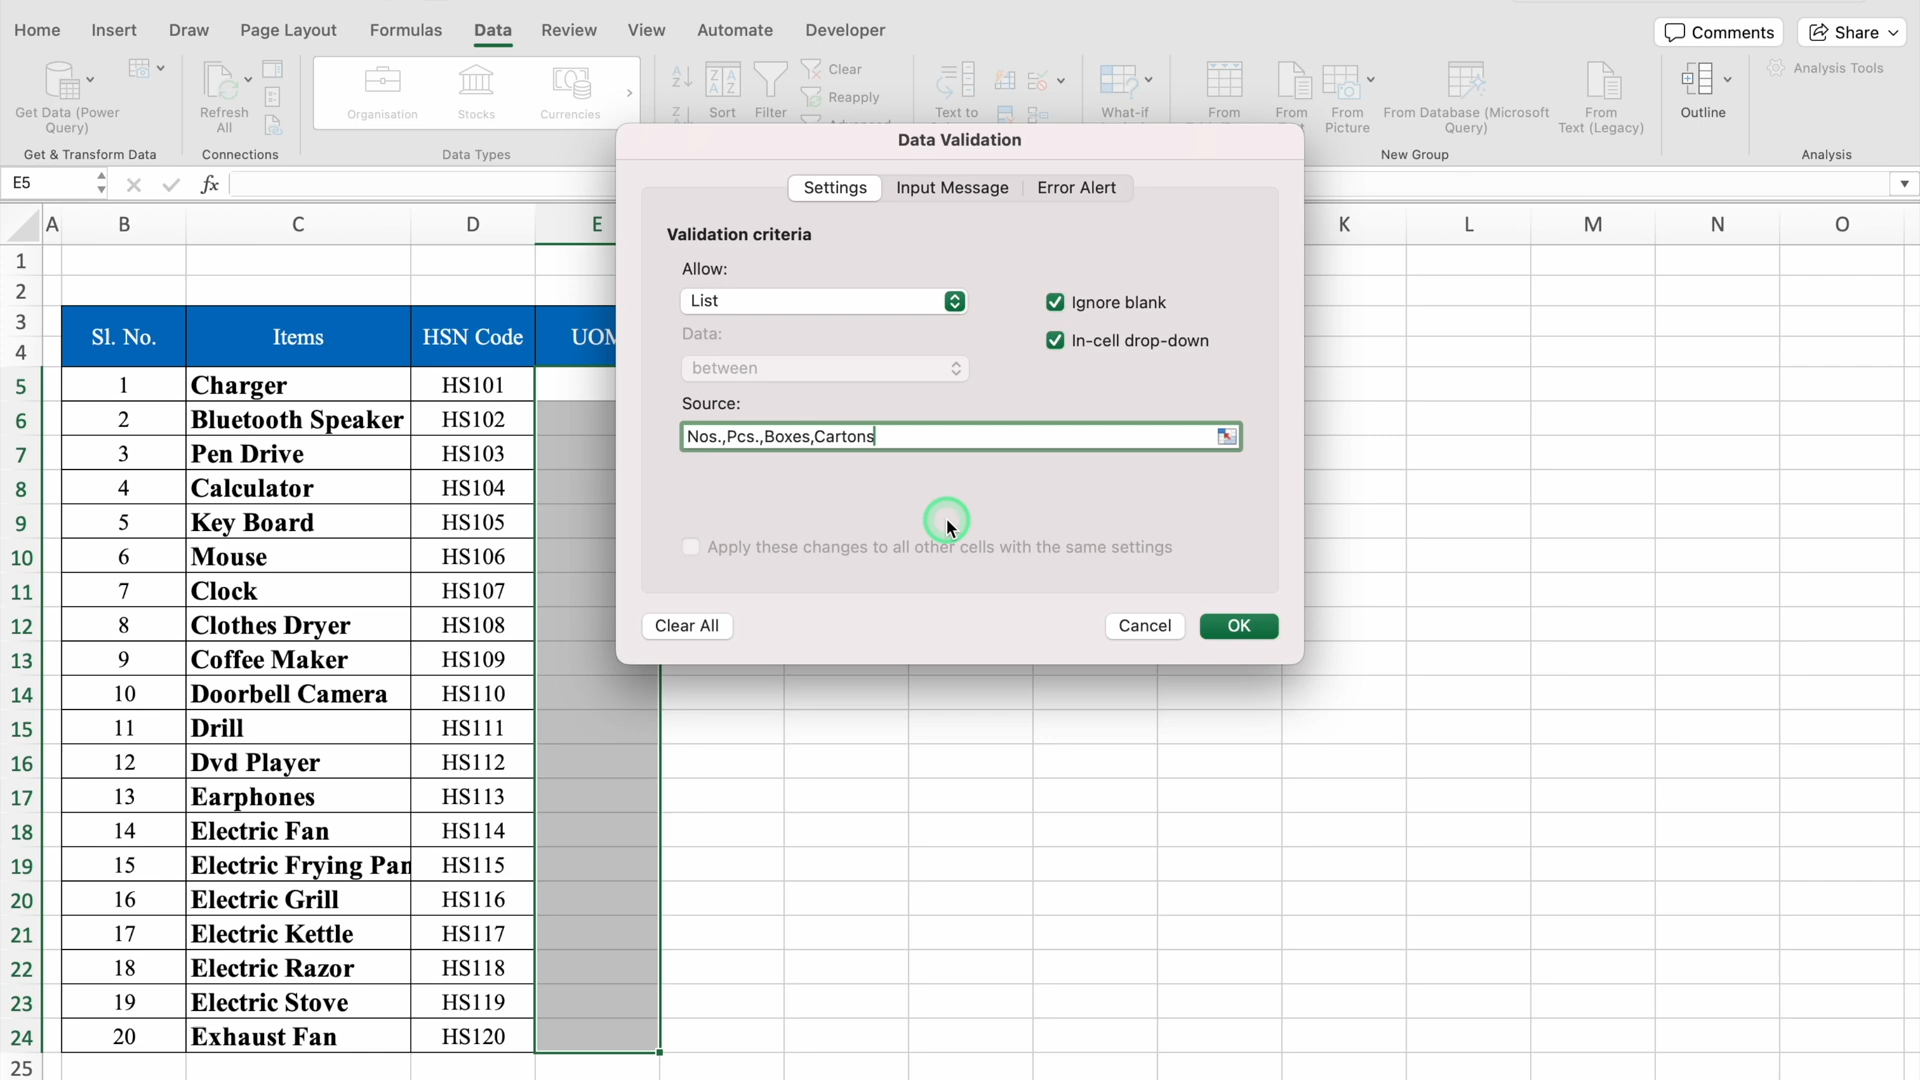 Home Insert Draw Page Layout Formulas Data Review View Automate Developer Comments Share
Get Data (Power Query)
Refresh All
Organisation Stocks Currencies
Sort Filter
Clear
Reapply
Advanced
Text to
What-if
From
From Text
From Picture
From Database (Microsoft Query)
From Text (Legacy)
Outline
Analysis Tools
Get & Transform Data Connections Data Types New Group Analysis
E5 fx
Data Validation
Settings Input Message Error Alert
Validation criteria
Allow:
List
Ignore blank
Data:
In-cell drop-down
between
Source:
Nos.,Pcs.,Boxes,Cartons
Apply these changes to all other cells with the same settings
Clear All Cancel OK
A B C D E K L M N O
1
2
3
4
Sl. No. Items HSN Code UOM
5 1 Charger HS101
6 2 Bluetooth Speaker HS102
7 3 Pen Drive HS103
8 4 Calculator HS104
9 5 Key Board HS105
10 6 Mouse HS106
11 7 Clock HS107
12 8 Clothes Dryer HS108
13 9 Coffee Maker HS109
14 10 Doorbell Camera HS110
15 11 Drill HS111
16 12 Dvd Player HS112
17 13 Earphones HS113
18 14 Electric Fan HS114
19 15 Electric Frying Pan HS115
20 16 Electric Grill HS116
21 17 Electric Kettle HS117
22 18 Electric Razor HS118
23 19 Electric Stove HS119
24 20 Exhaust Fan HS120
25